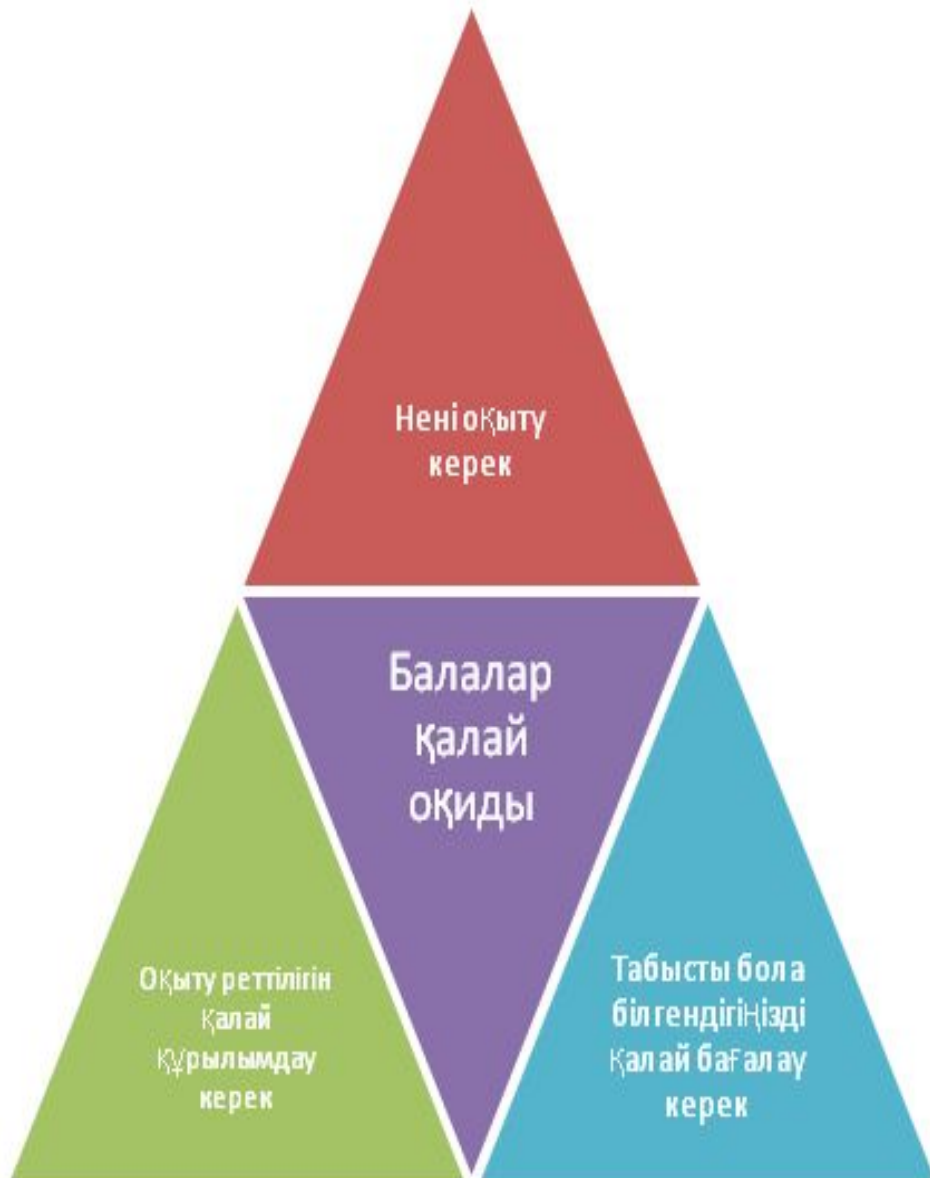 Нені оқыту
керек
Балалар
қалай
оқиды
Оқыту реттілігін
қалай
құрылымдау
керек
Табысты бола
білгендігіңізді
қалай бағалау
керек